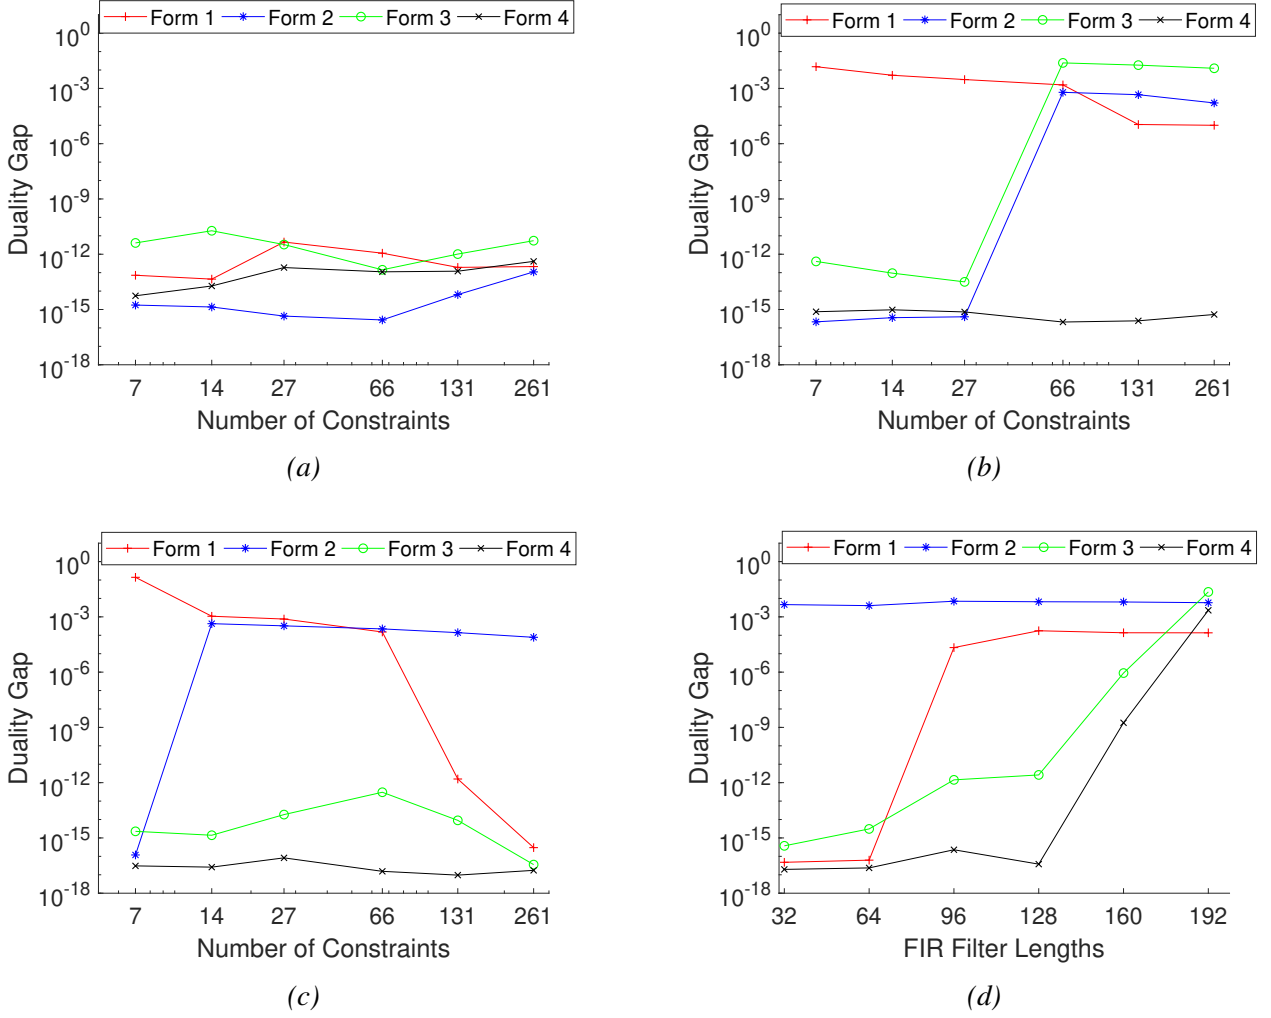 Form 1 Form 2 Form 3 Form 4
10^0
10^-3
10^-6
10^-9
10^-12
10^-15
10^-18
Duality Gap
7 14 27 66 131 261
Number of Constraints
(a)
Form 1 Form 2 Form 3 Form 4
10^0
10^-3
10^-6
10^-9
10^-12
10^-15
10^-18
Duality Gap
7 14 27 66 131 261
Number of Constraints
(b)
Form 1 Form 2 Form 3 Form 4
10^0
10^-3
10^-6
10^-9
10^-12
10^-15
10^-18
Duality Gap
7 14 27 66 131 261
Number of Constraints
(c)
Form 1 Form 2 Form 3 Form 4
10^0
10^-3
10^-6
10^-9
10^-12
10^-15
10^-18
Duality Gap
32 64 96 128 160 192
FIR Filter Lengths
(d)